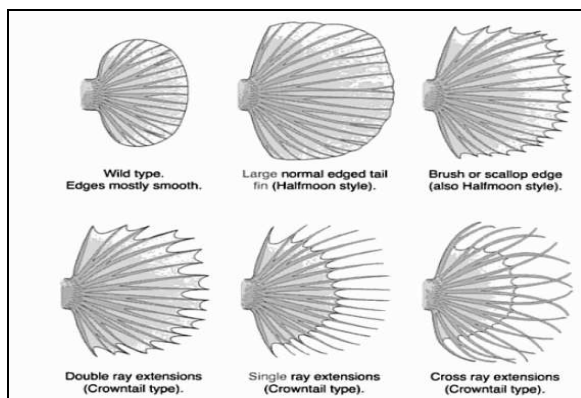 Wild type.
Edges mostly smooth.
Large normal edged tail
fin (Halfmoon style).
Brush or scallop edge
(also Halfmoon style).
Double ray extensions
(Crowntail type).
Single ray extensions
(Crowntail type).
Cross ray extensions
(Crowntail type).